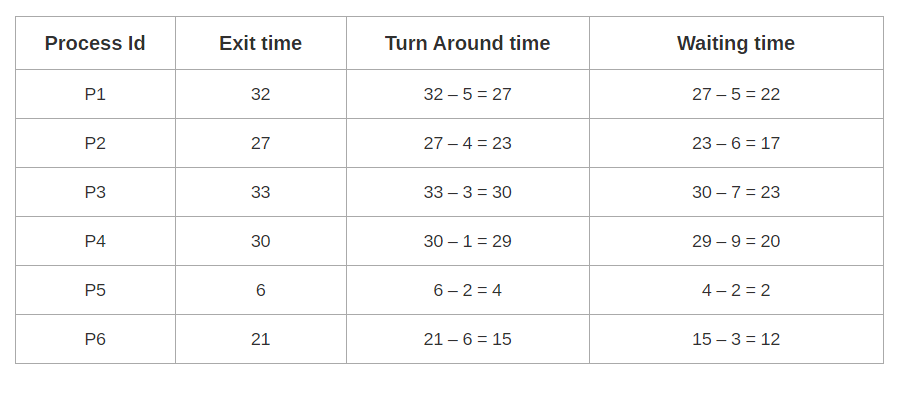 Process Id Exit time Turn Around time Waiting time
P1 32 32 – 5 = 27 27 – 5 = 22
P2 27 27 – 4 = 23 23 – 6 = 17
P3 33 33 – 3 = 30 30 – 7 = 23
P4 30 30 – 1 = 29 29 – 9 = 20
P5 6 6 – 2 = 4 4 – 2 = 2
P6 21 21 – 6 = 15 15 – 3 = 12